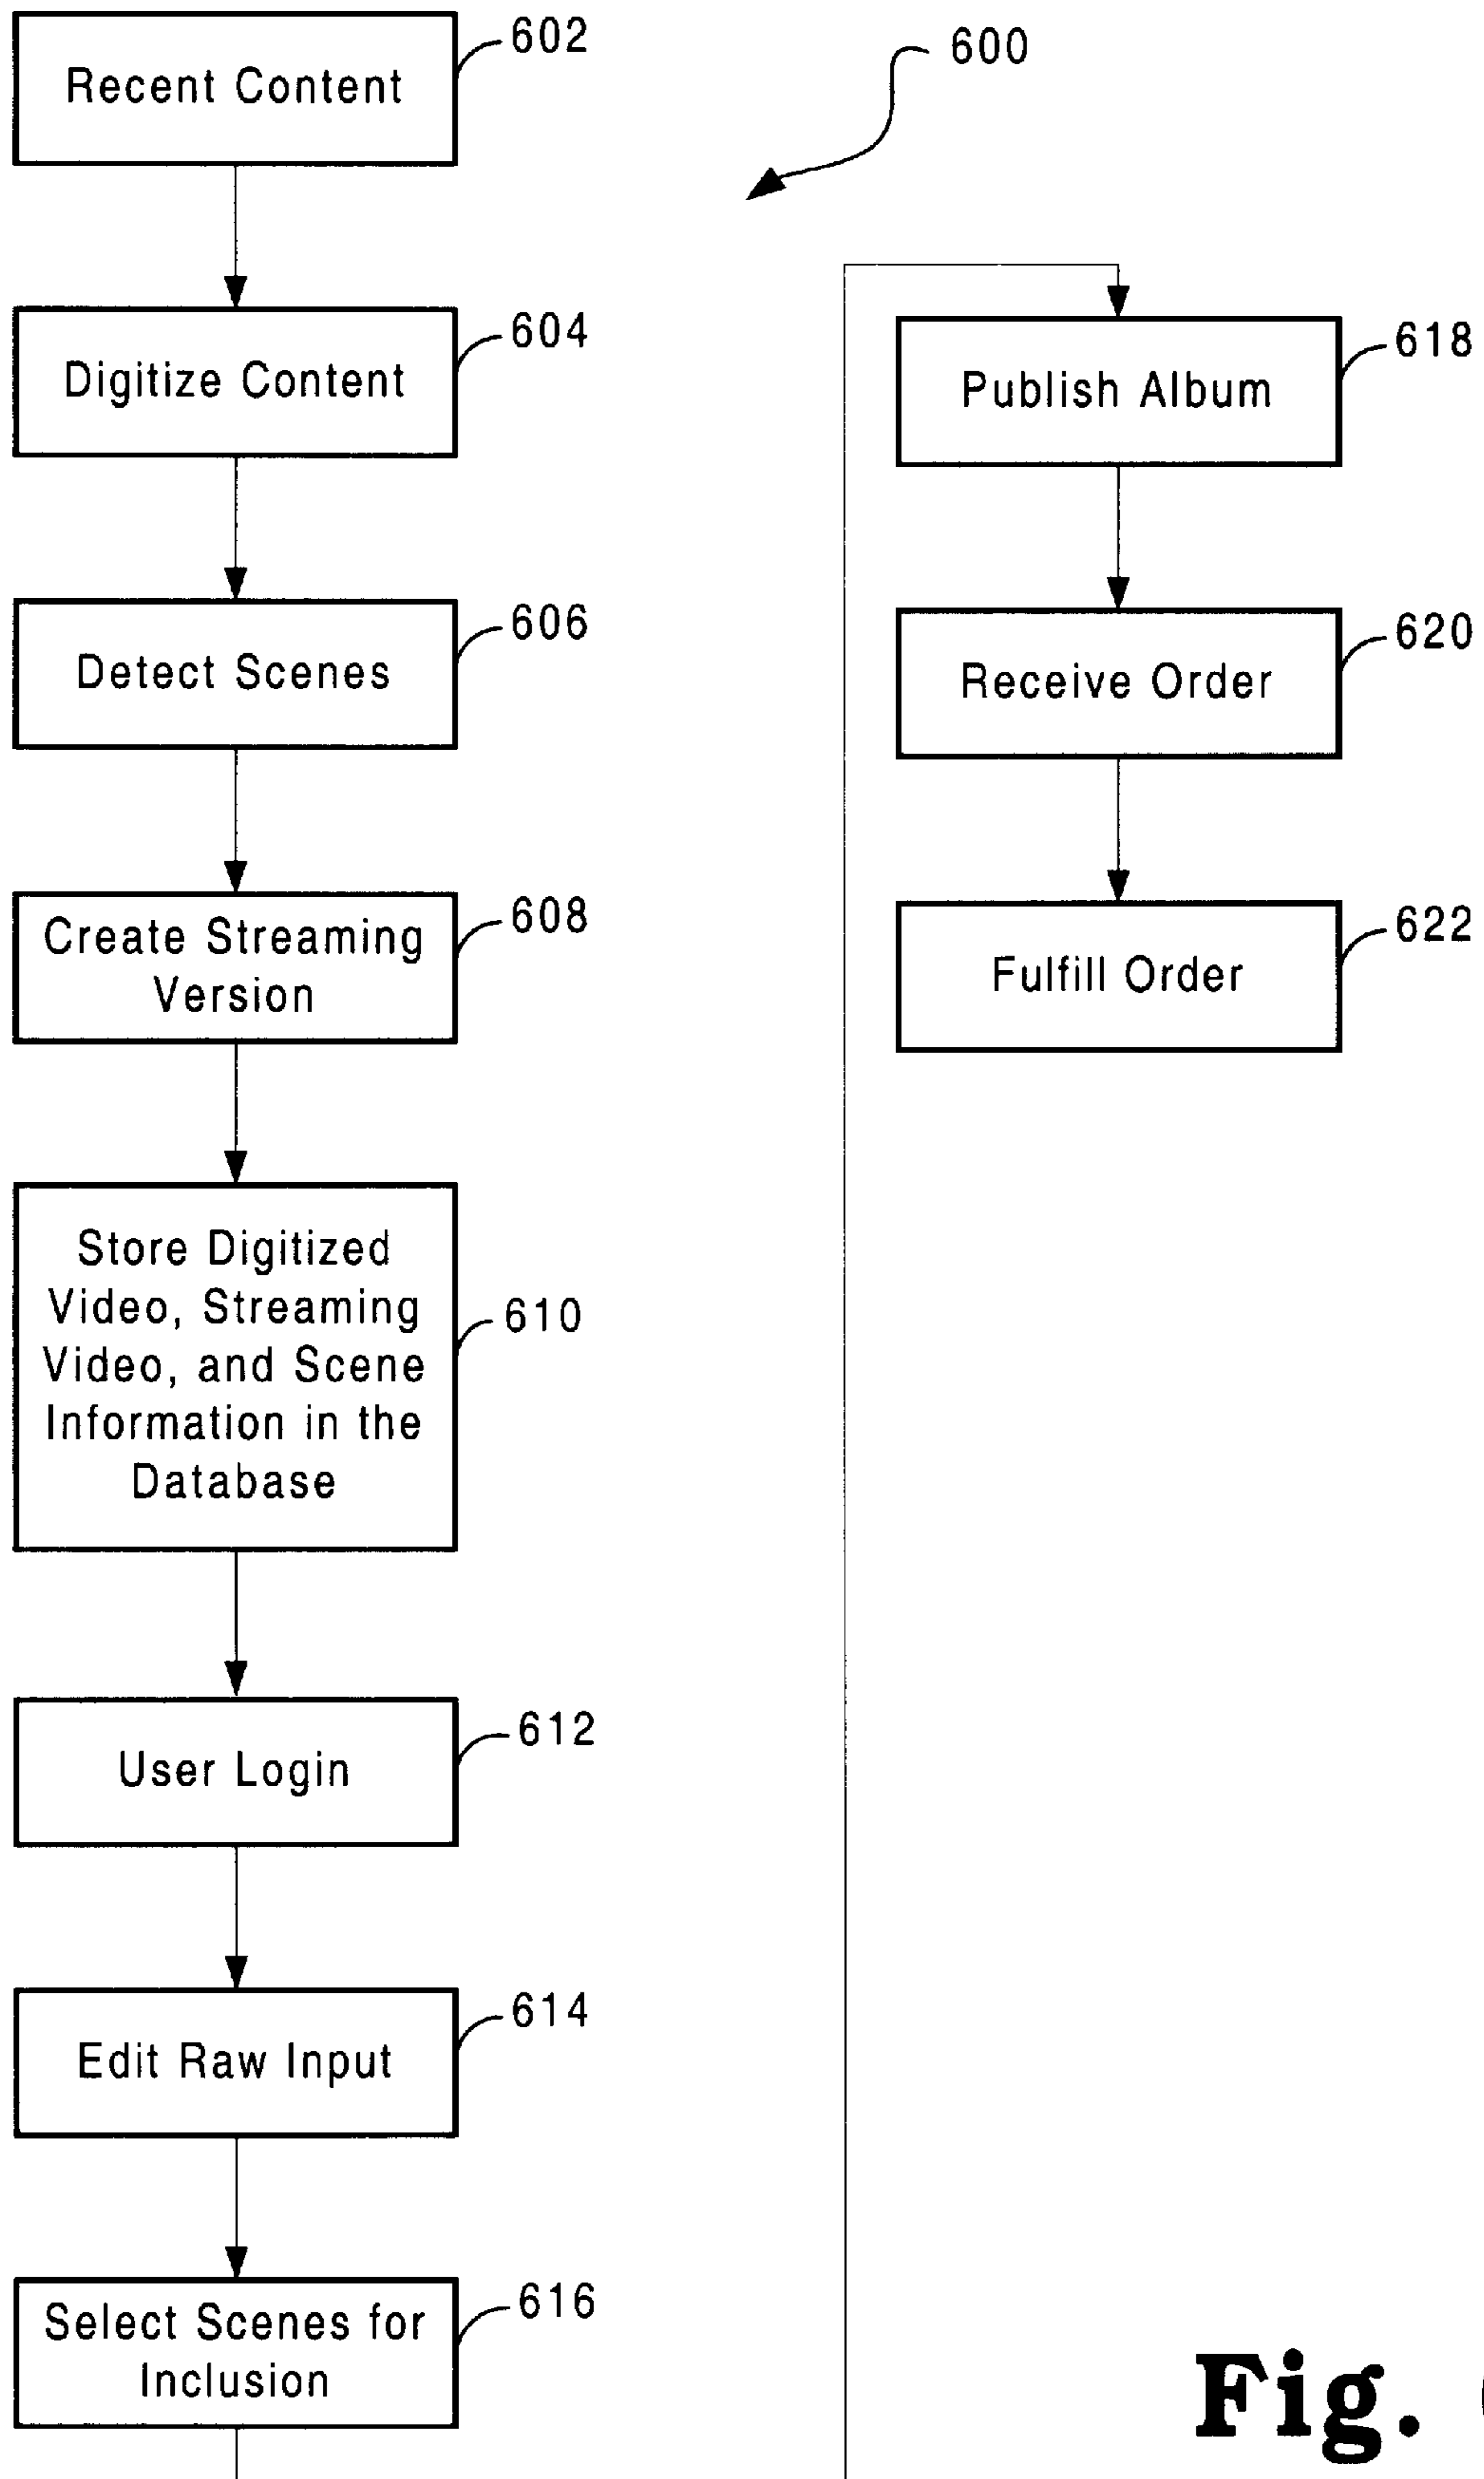 Recent Content
602
600
Digitize Content
604
Detect Scenes
606
Create Streaming
Version
608
Store Digitized
Video, Streaming
Video, and Scene
Information in the
Database
610
User Login
612
Edit Raw Input
614
Select Scenes for
Inclusion
616
Publish Album
618
Receive Order
620
Fulfill Order
622
Fig.